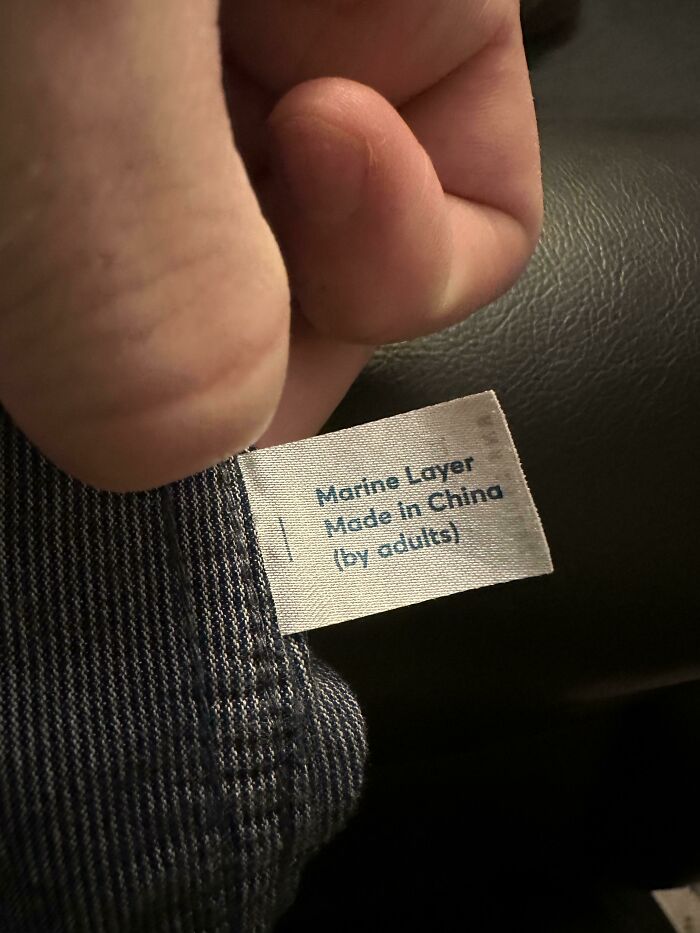 Marine Layer
Made in China
(by adults)